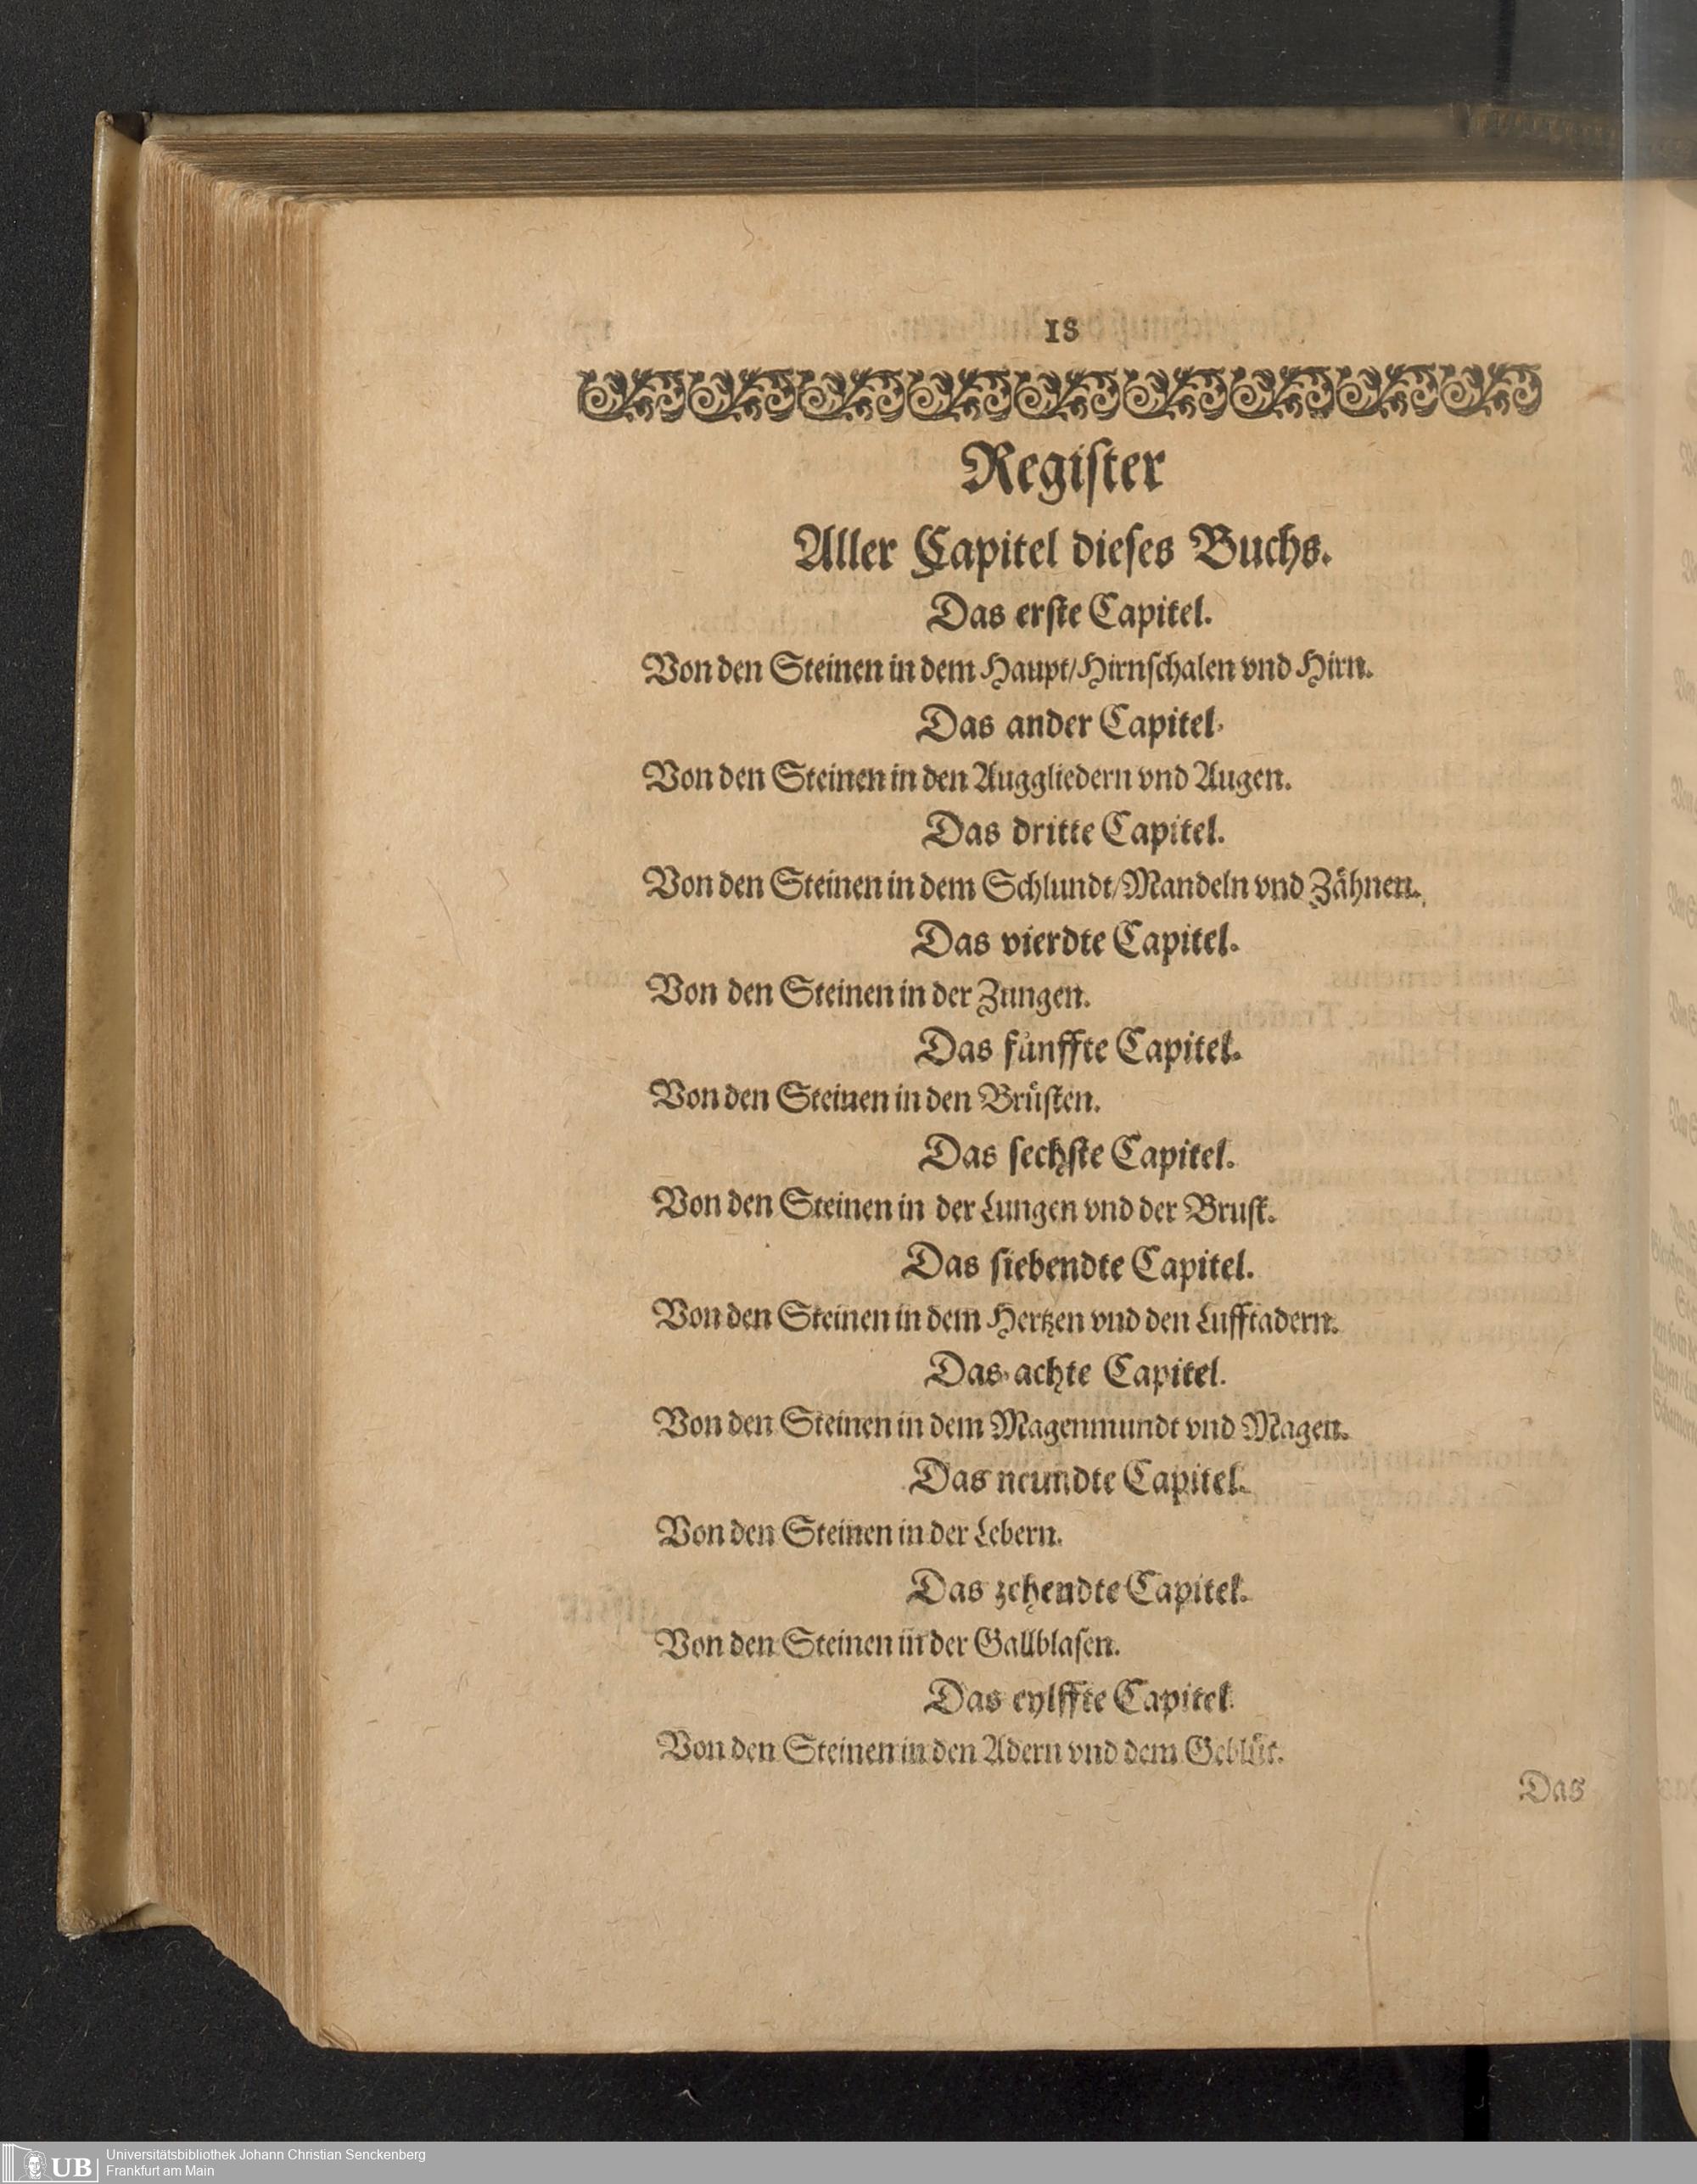 18
Register
Aller Capitel dieses Buchs.
Das erste Capitel.
Von den Steinen in dem Haupt/Hirnschalen vnd Hirn.
Das ander Capitel.
Von den Steinen in den Auggliedern vnd Augen.
Das dritte Capitel.
Von den Steinen in dem Schlundt/Mandeln vnd Zähnen.
Das vierdte Capitel.
Von den Steinen in der Zungen.
Das fünffte Capitel.
Von den Steinen in den Brüsten.
Das sechste Capitel.
Von den Steinen in der Lungen vnd der Brust.
Das siebendte Capitel.
Von den Steinen in dem Hertzen vnd den Lufftadern.
Das achte Capitel.
Von den Steinen in dem Magenmundt vnd Magen.
Das neundte Capitel.
Von den Steinen in der Lebern.
Das zehendte Capitel.
Von den Steinen in der Gallblasen.
Das eylffte Capitel.
Von den Steinen in den Adern vnd dem Geblüt.
Das
UB
Universitätsbibliothek Johann Christian Senckenberg
Frankfurt am Main